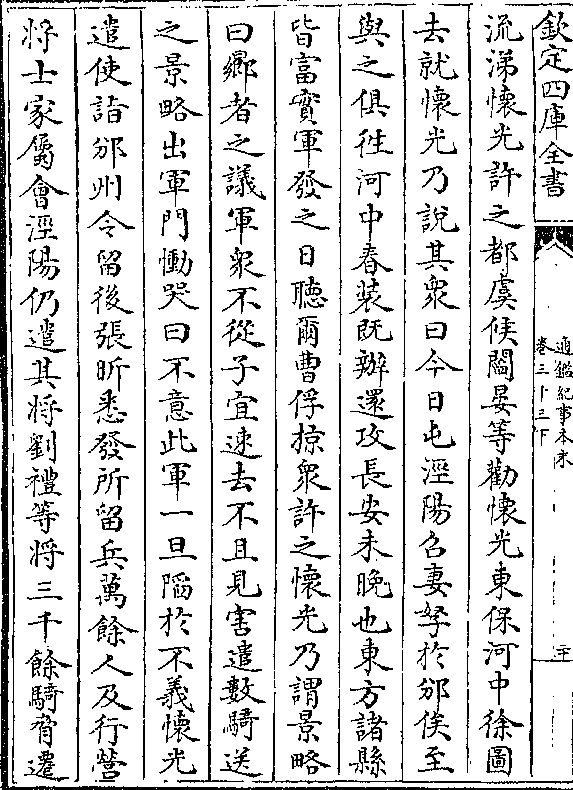 欽定四庫全書
通鑑紀事本末
卷三十三下
二十
流涕懷光許之都虞候閻晏等勸懷光東保河中徐圖
去就懷光乃說其衆曰今日屯涇陽召妻孥於邠俟至
與之俱往河中春裝既辦還攻長安未晚也東方諸縣
皆富實軍發之日聽爾曹俘掠衆許之懷光乃謂景略
曰鄉者之議軍衆不從子宜速去不且見害遣數騎送
之景略出軍門慟哭曰不意此軍一旦陷於不義懷光
遣使詣邠州令留後張昕悉發所留兵萬餘人及行營
將士家屬會涇陽仍遣其將劉禮等將三千餘騎脅遷